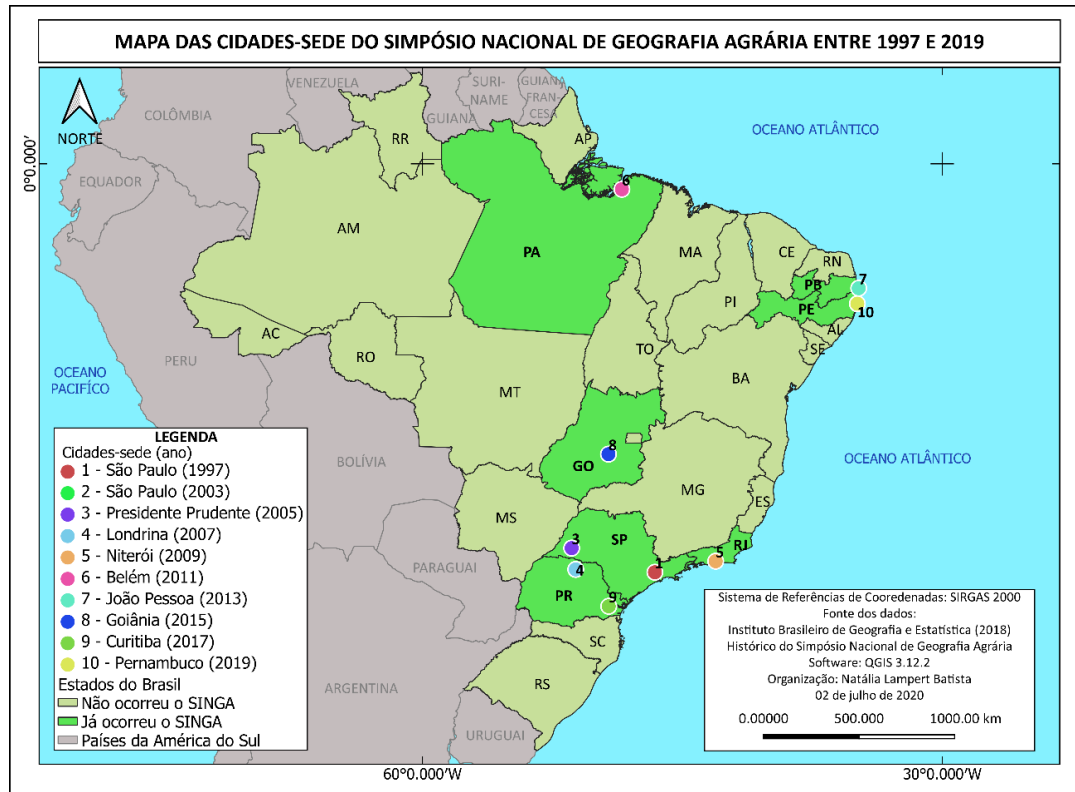 MAPA DAS CIDADES-SEDE DO SIMPÓSIO NACIONAL DE GEOGRAFIA AGRÁRIA ENTRE 1997 E 2019
NORTE
COLÔMBIA
VENEZUELA
GUIANA
SURI-
NAME
GUIANA
FRAN-
CESA
OCEANO ATLÂNTICO
0°0.000'
EQUADOR
RR
AP
6
AM
PA
MA
CE
RN
PB
7
PI
PE
10
AL
SE
AC
RO
TO
PERU
BA
OCEANO
PACIFÍCO
MT
BOLÍVIA
8
GO
OCEANO ATLÂNTICO
MG
ES
MS
3
SP
RJ
5
1
4
PARAGUAI
PR
9
SC
ARGENTINA
RS
URUGUAI
LEGENDA
Cidades-sede (ano)
1 - São Paulo (1997)
2 - São Paulo (2003)
3 - Presidente Prudente (2005)
4 - Londrina (2007)
5 - Niterói (2009)
6 - Belém (2011)
7 - João Pessoa (2013)
8 - Goiânia (2015)
9 - Curitiba (2017)
10 - Pernambuco (2019)
Estados do Brasil
Não ocorreu o SINGA
Já ocorreu o SINGA
Países da América do Sul
Sistema de Referências de Cooredenadas: SIRGAS 2000
Fonte dos dados:
Instituto Brasileiro de Geografia e Estatística (2018)
Histórico do Simpósio Nacional de Geografia Agrária
Software: QGIS 3.12.2
Organização: Natália Lampert Batista
02 de julho de 2020
0.00000 500.000 1000.00 km
60°0.000'W
30°0.000'W